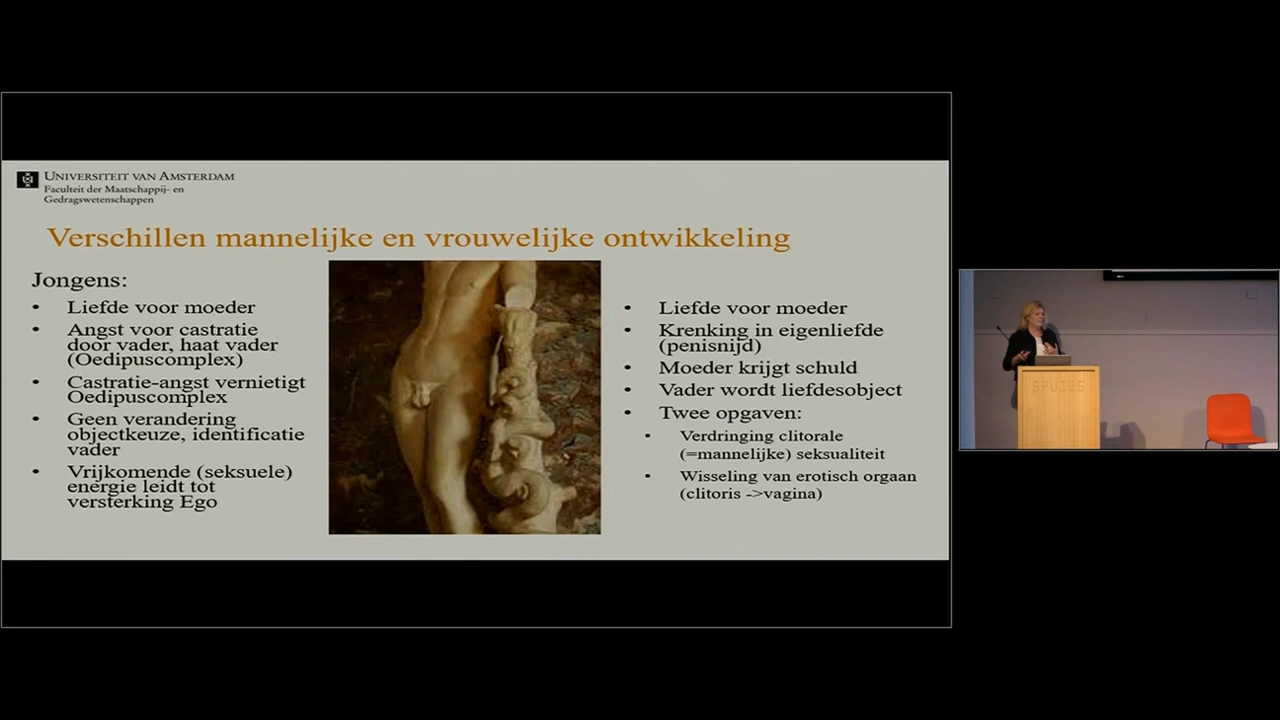 UNIVERSITEIT VAN AMSTERDAM
Faculteit der Maatschappij- en
Gedragswetenschappen
Verschillen mannelijke en vrouwelijke ontwikkeling
Jongens:
• Liefde voor moeder
• Angst voor castratie
door vader, haat vader
(Oedipuscomplex)
• Castratie-angst vernietigt
Oedipuscomplex
• Geen verandering
objectkeuze, identificatie
vader
• Vrijkomende (seksuele)
energie leidt tot
versterking Ego
• Liefde voor moeder
• Krenking in eigenliefde
(penisnijd)
• Moeder krijgt schuld
• Vader wordt liefdesobject
• Twee opgaven:
• Verdringing clitorale
(=mannelijke) seksualiteit
• Wisseling van erotisch orgaan
(clitoris ->vagina)
SPUI25